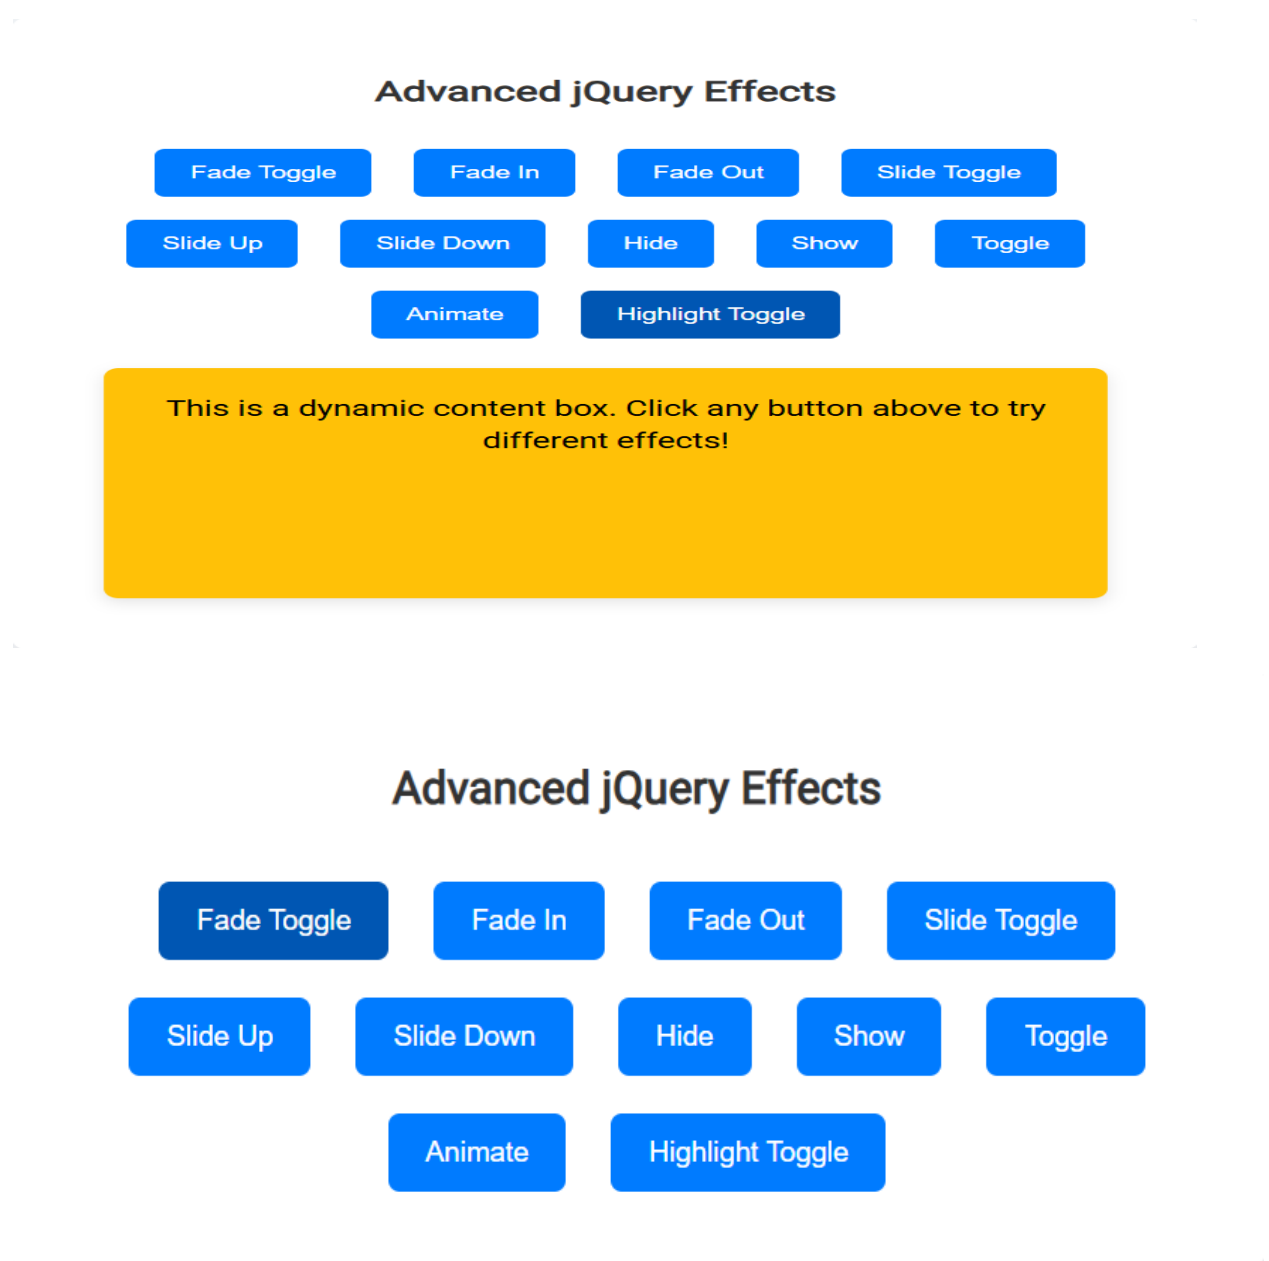 Advanced jQuery Effects
Fade Toggle Fade In Fade Out Slide Toggle
Slide Up Slide Down Hide Show Toggle
Animate Highlight Toggle
This is a dynamic content box. Click any button above to try
different effects!
Advanced jQuery Effects
Fade Toggle Fade In Fade Out Slide Toggle
Slide Up Slide Down Hide Show Toggle
Animate Highlight Toggle